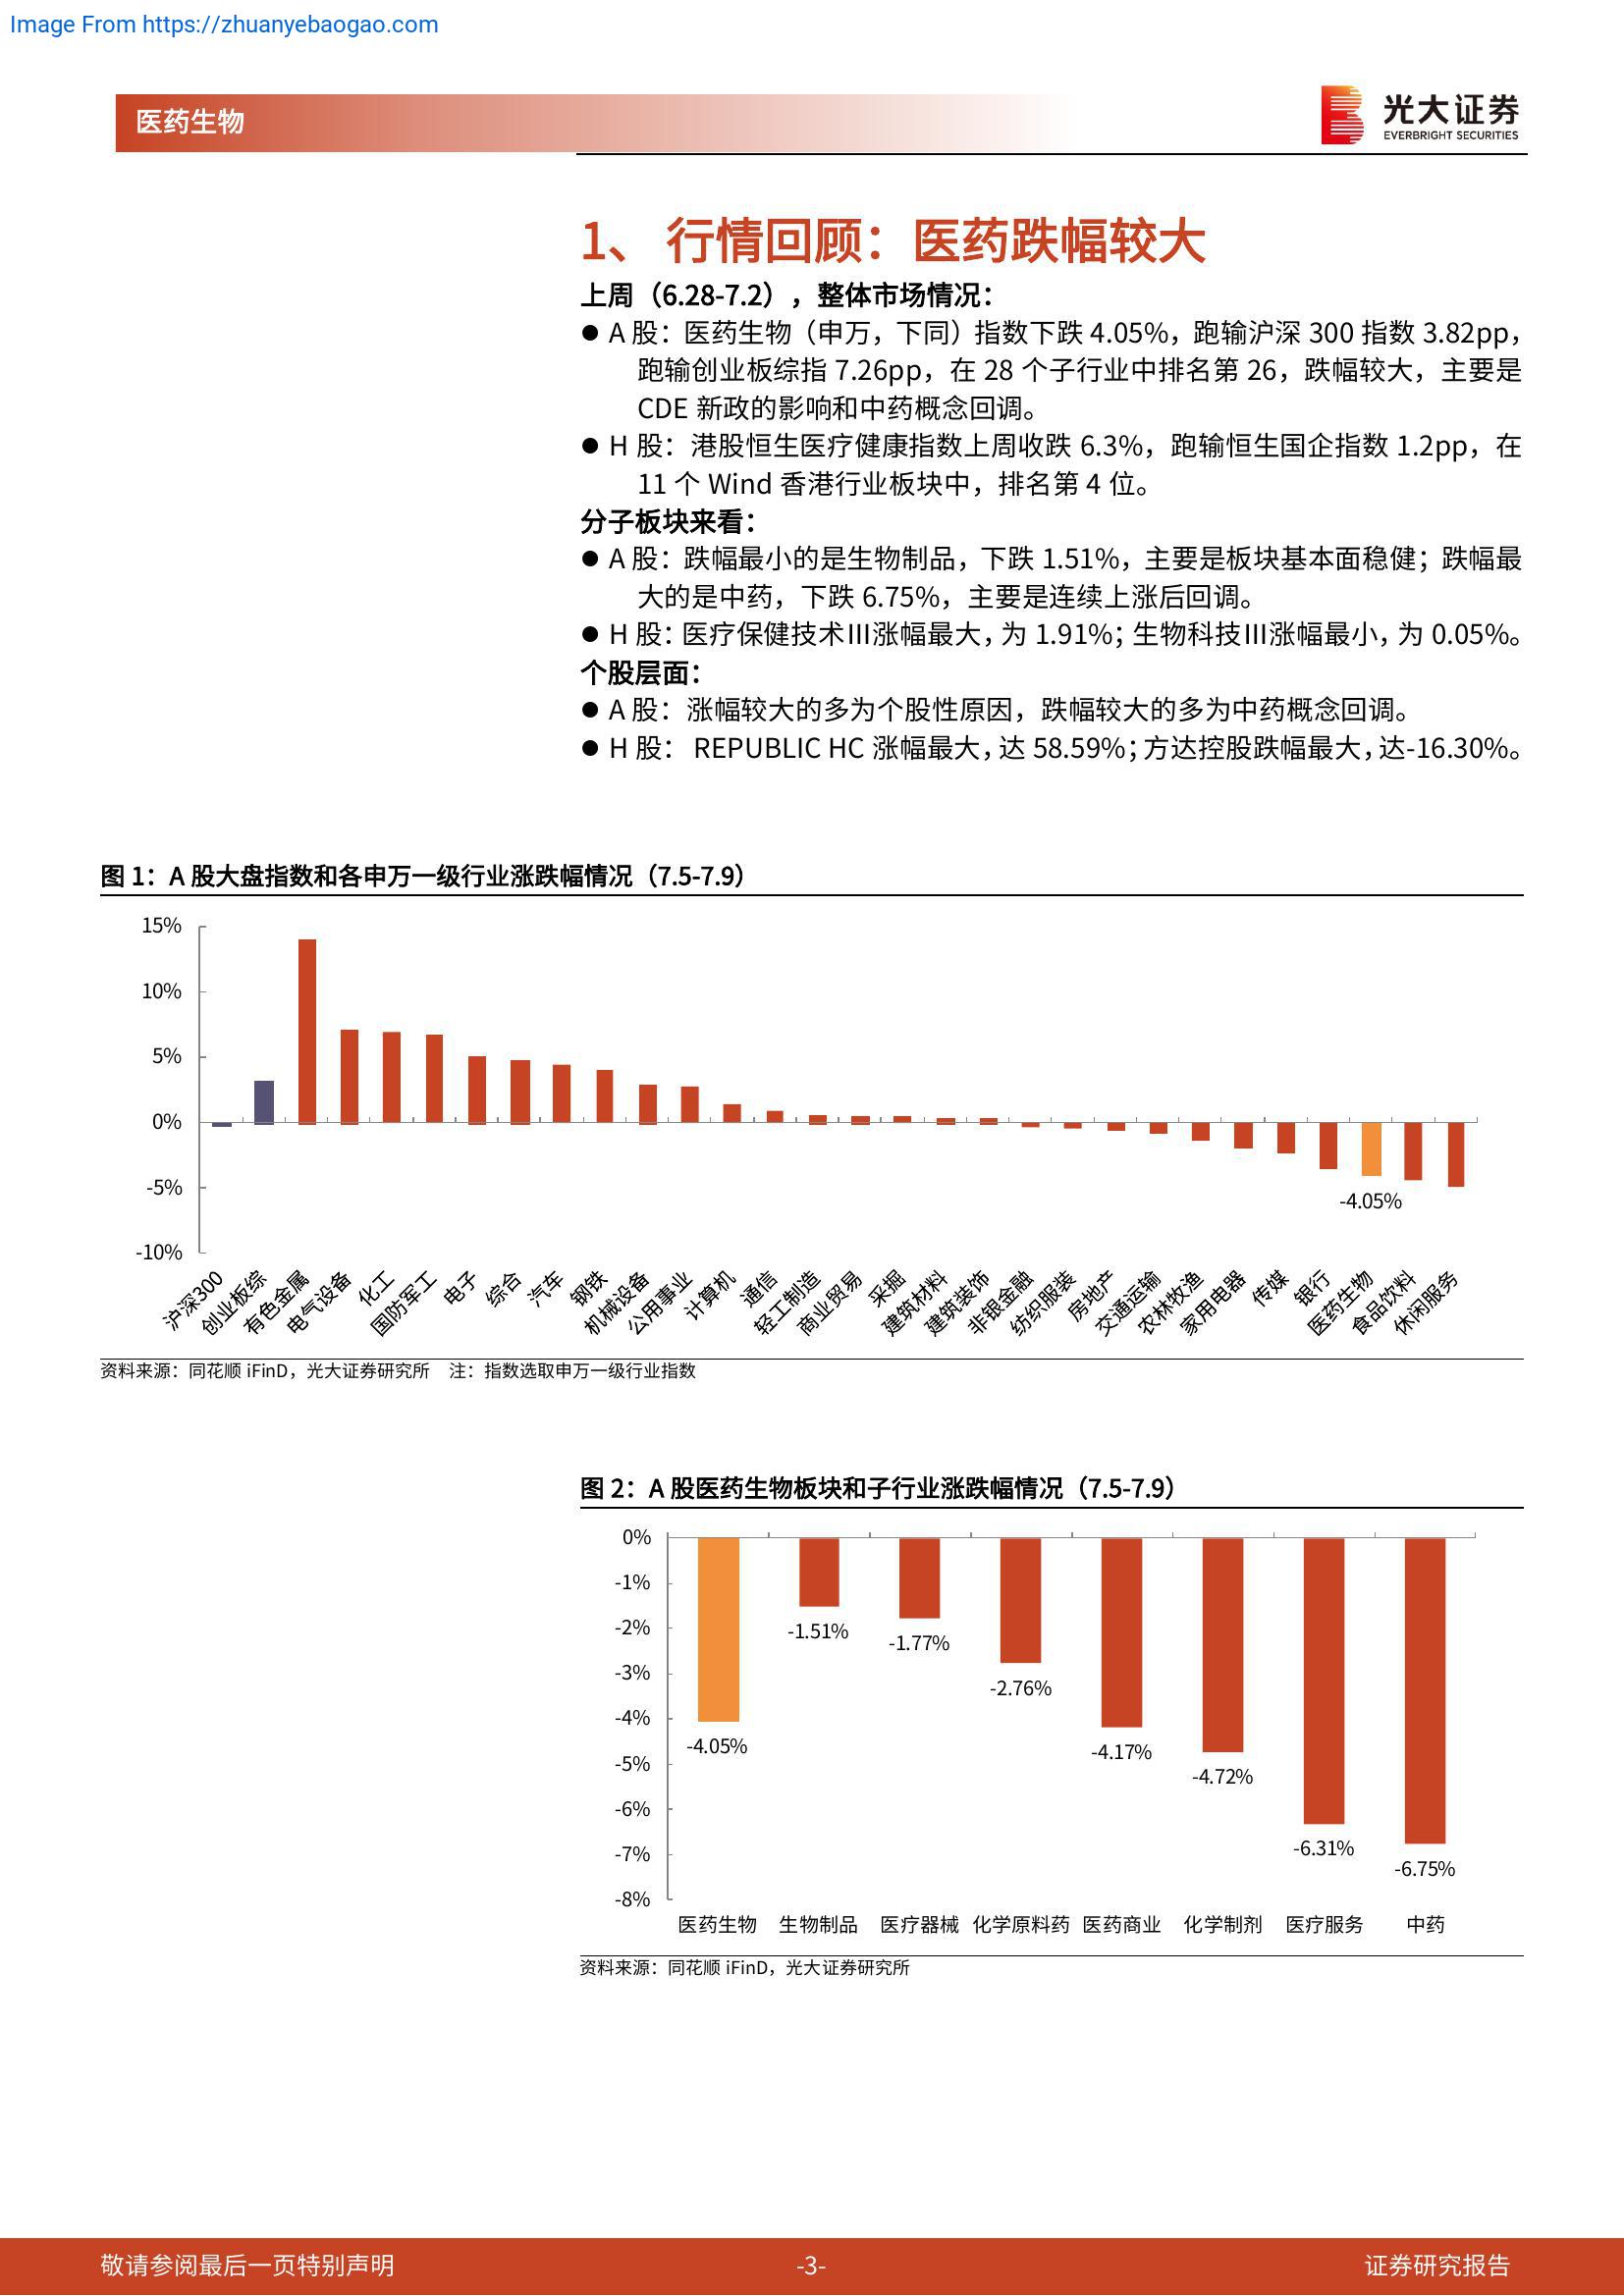 Image From https://zhuanyebaogao.com
医药生物
光大证券
EVERBRIGHT SECURITIES
1、 行情回顾：医药跌幅较大
上周（6.28-7.2），整体市场情况：
● A 股：医药生物（申万，下同）指数下跌 4.05%，跑输沪深 300 指数 3.82pp，
跑输创业板综指 7.26pp，在 28 个子行业中排名第 26，跌幅较大，主要是
CDE 新政的影响和中药概念回调。
● H 股：港股恒生医疗健康指数上周收跌 6.3%，跑输恒生国企指数 1.2pp，在
11 个 Wind 香港行业板块中，排名第 4 位。
分子板块来看：
● A 股：跌幅最小的是生物制品，下跌 1.51%，主要是板块基本面稳健；跌幅最
大的是中药，下跌 6.75%，主要是连续上涨后回调。
● H 股：医疗保健技术Ⅲ涨幅最大，为 1.91%；生物科技Ⅲ涨幅最小，为 0.05%。
个股层面：
● A 股：涨幅较大的多为个股性原因，跌幅较大的多为中药概念回调。
● H 股： REPUBLIC HC 涨幅最大，达 58.59%；方达控股跌幅最大，达-16.30%。
图 1：A 股大盘指数和各申万一级行业涨跌幅情况（7.5-7.9）
15%
10%
5%
0%
-5%
-10%
-4.05%
沪深300 创业板综 有色金属 电气设备 化工 国防军工 电子 综合 汽车 钢铁 机械设备 公用事业 计算机 通信 轻工制造 商业贸易 采掘 建筑材料 建筑装饰 非银金融 纺织服装 房地产 交通运输 农林牧渔 家用电器 传媒 银行 医药生物 食品饮料 休闲服务
资料来源：同花顺 iFinD，光大证券研究所 注：指数选取申万一级行业指数
图 2：A 股医药生物板块和子行业涨跌幅情况（7.5-7.9）
0%
-1%
-2%
-3%
-4%
-5%
-6%
-7%
-8%
-4.05% -1.51% -1.77% -2.76% -4.17% -4.72% -6.31% -6.75%
医药生物 生物制品 医疗器械 化学原料药 医药商业 化学制剂 医疗服务 中药
资料来源：同花顺 iFinD，光大证券研究所
敬请参阅最后一页特别声明 -3- 证券研究报告